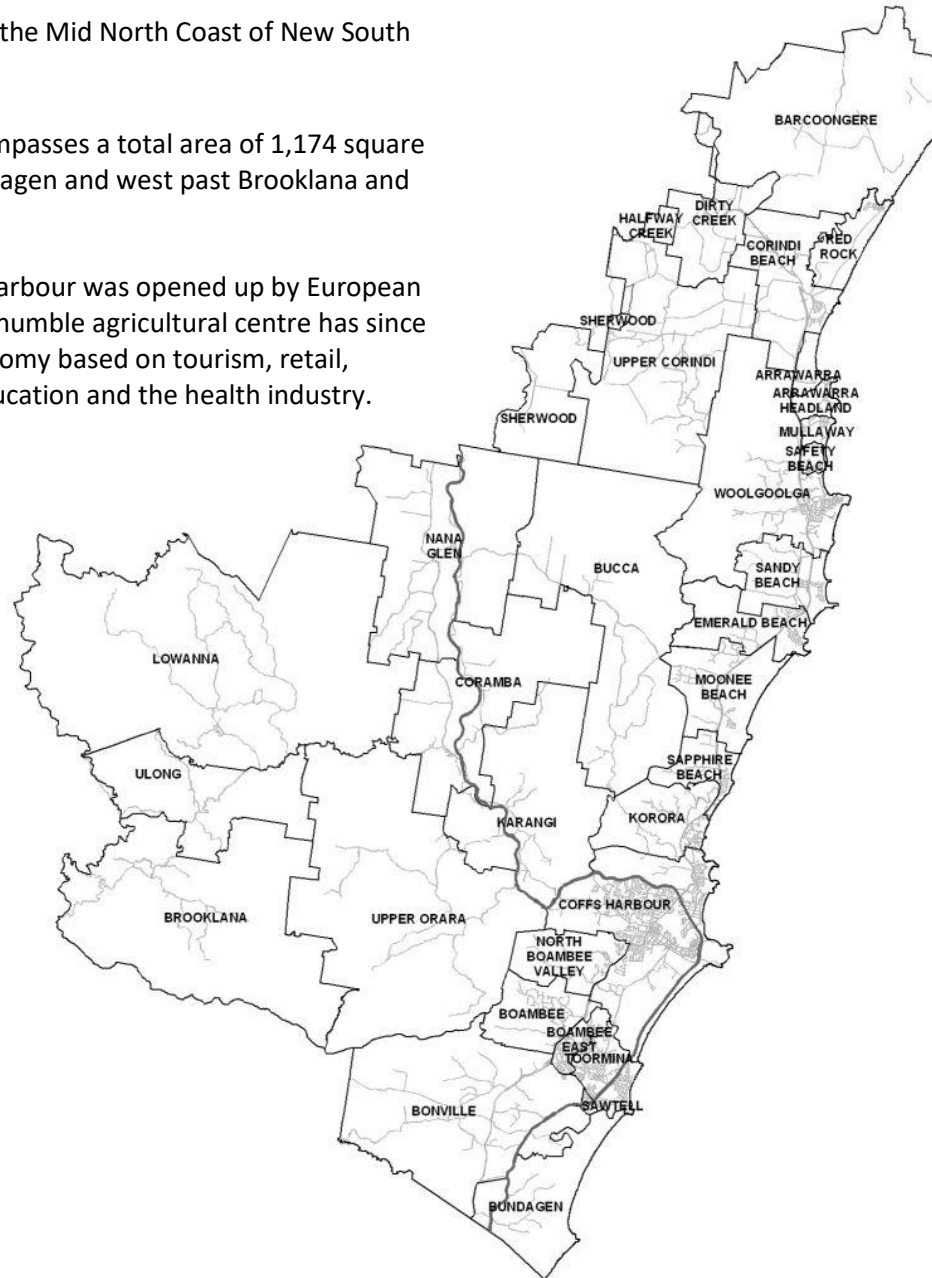 the Mid North Coast of New South
mpasses a total area of 1,174 square
agen and west past Brooklana and
arbour was opened up by European
humble agricultural centre has since
omy based on tourism, retail,
ucation and the health industry.
BARCOONGERE
DIRTY
CREEK
HALFWAY
CREEK
RED
ROCK
CORINDI
BEACH
SHERWOOD
UPPER CORINDI
ARRAWARRA
ARRAWARRA
HEADLAND
SHERWOOD
MULLAWAY
SAFETY
BEACH
WOOLGOOLGA
NANA
GLEN
BUCCA
SANDY
BEACH
EMERALD BEACH
LOWANNA
CORAMBA
MOONEE
BEACH
ULONG
SAPPHIRE
BEACH
KARANGI
KORORA
BROOKLANA
UPPER ORARA
COFFS HARBOUR
NORTH
BOAMBEE
VALLEY
BOAMBEE
BOAMBEE
EAST
TOORMINA
BONVILLE
SAWTELL
BUNDAGEN